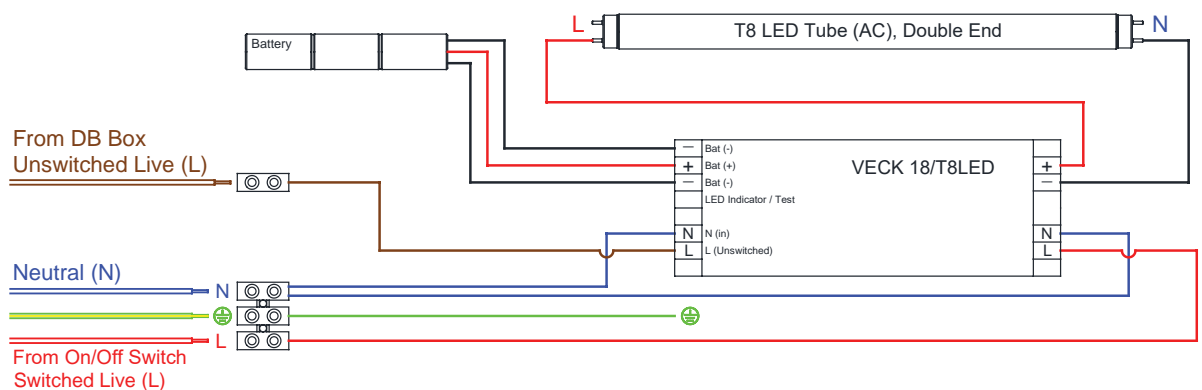 L
T8 LED Tube (AC), Double End
N
Battery
From DB Box
Unswitched Live (L)
VECK 18/T8LED
— Bat (-)
+ Bat (+)
— Bat (-)
LED Indicator / Test
N N (in)
L L (Unswitched)
+
—
N
L
Neutral (N)
N
L
From On/Off Switch
Switched Live (L)